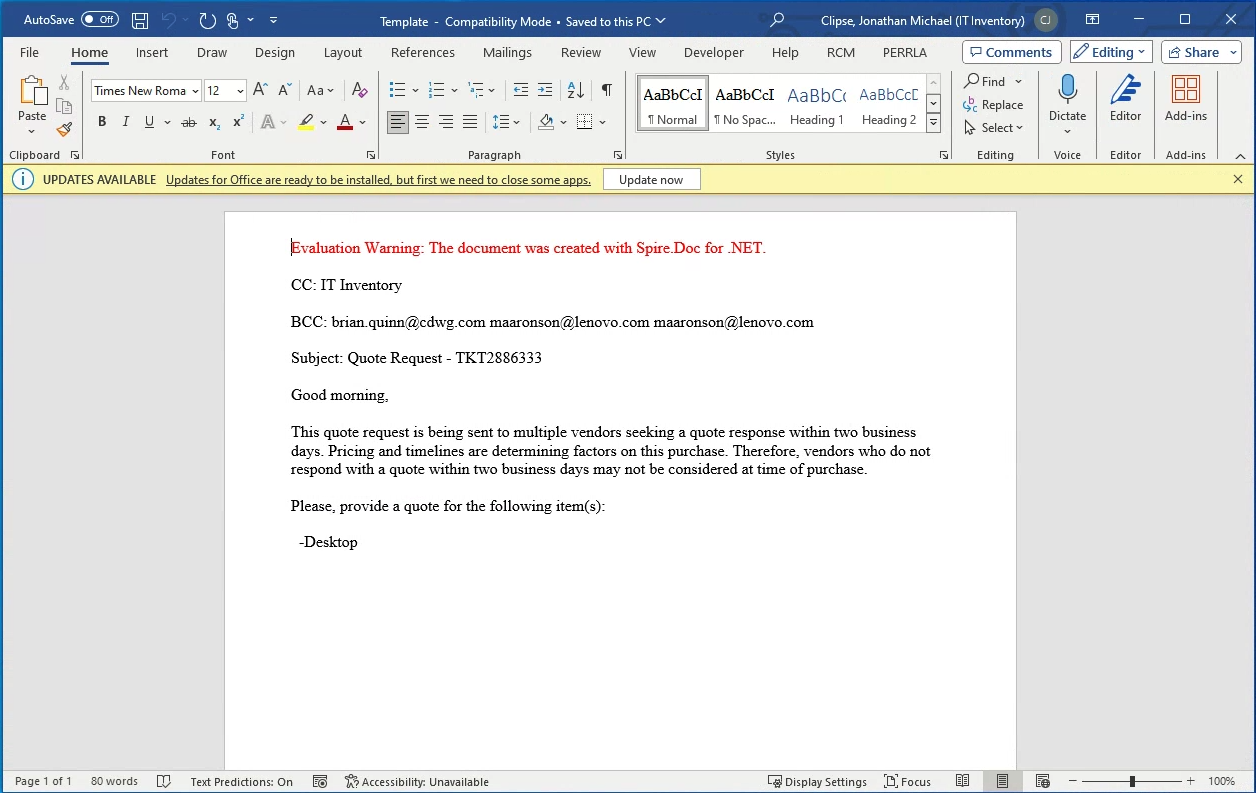 AutoSave Off Template - Compatibility Mode • Saved to this PC Clipse, Jonathan Michael (IT Inventory) CJ
File Home Insert Draw Design Layout References Mailings Review View Developer Help RCM PERRLA Comments Editing Share
Paste
Clipboard
Times New Roma 12 Aa
B I U ab x2 x2 A A
Font
Paragraph
AaBbCcI AaBbCcI AaBbCc AaBbCcD
¶ Normal ¶ No Spac... Heading 1 Heading 2
Styles
Find
Replace
Select
Editing
Dictate
Voice
Editor
Editor
Add-ins
Add-ins
UPDATES AVAILABLE Updates for Office are ready to be installed, but first we need to close some apps. Update now
Evaluation Warning: The document was created with Spire.Doc for .NET.
CC: IT Inventory
BCC: brian.quinn@cdwg.com maaronson@lenovo.com maaronson@lenovo.com
Subject: Quote Request - TKT2886333
Good morning,
This quote request is being sent to multiple vendors seeking a quote response within two business
days. Pricing and timelines are determining factors on this purchase. Therefore, vendors who do not
respond with a quote within two business days may not be considered at time of purchase.
Please, provide a quote for the following item(s):
-Desktop
Page 1 of 1 80 words Text Predictions: On Accessibility: Unavailable Display Settings Focus 100%